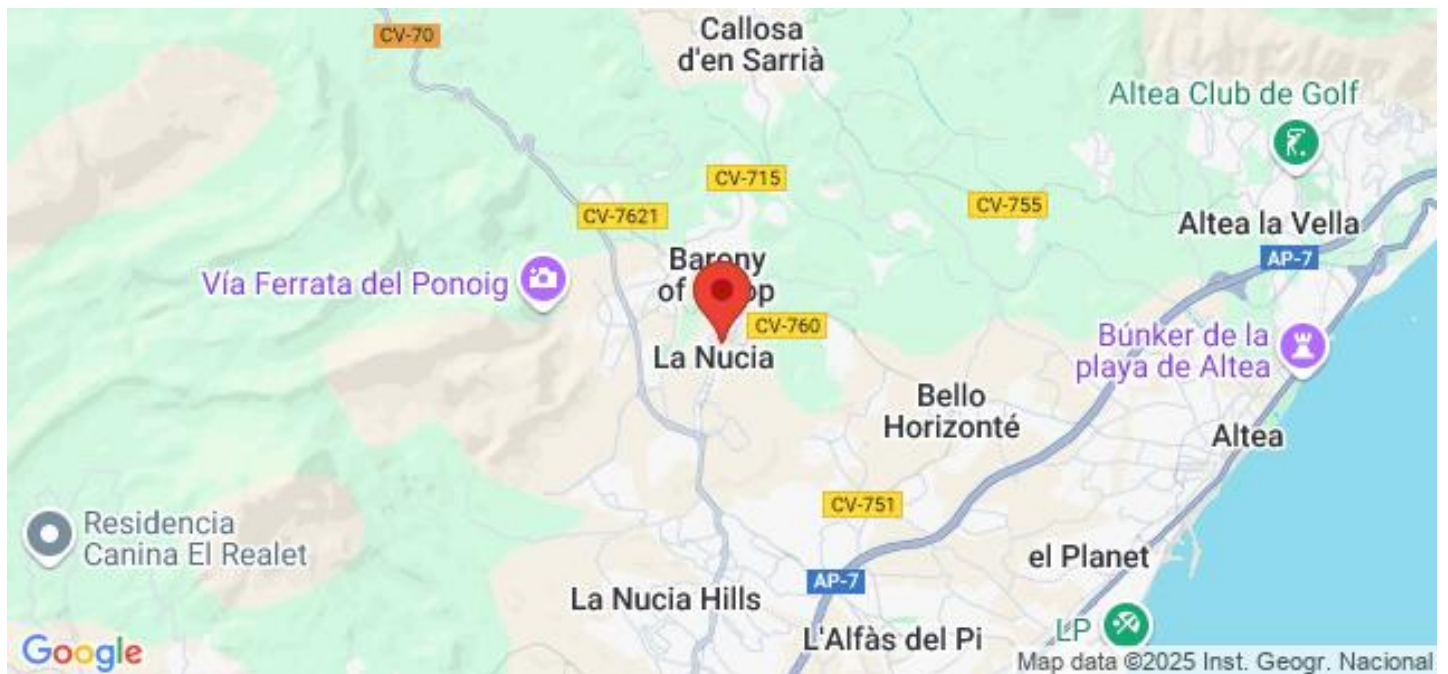 CV-70
Callosa
d'en Sarrià
Altea Club de Golf
CV-715
CV-7621
CV-755
Altea la Vella
AP-7
Barony
of
Vía Ferrata del Ponoig
CV-760
La Nucia
Búnker de la
playa de Altea
Bello
Horizonté
Altea
CV-751
Residencia
Canina El Realet
el Planet
AP-7
La Nucia Hills
L'Alfàs del Pi
LP
Google
Map data ©2025 Inst. Geogr. Nacional